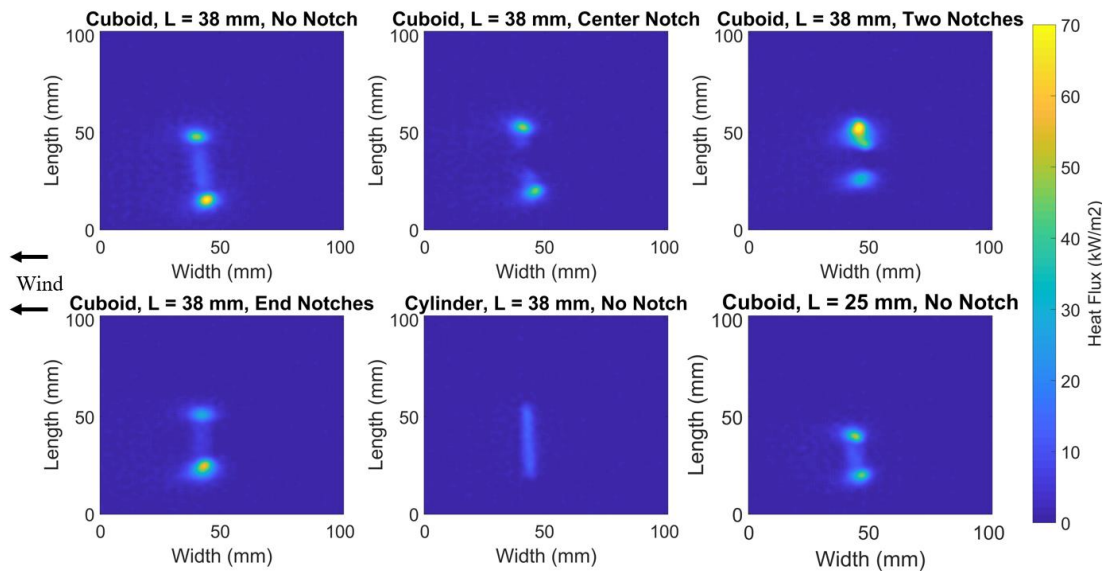 Cuboid, L = 38 mm, No Notch
Cuboid, L = 38 mm, Center Notch
Cuboid, L = 38 mm, Two Notches
100
50
0
Length (mm)
0
50
100
Width (mm)
100
50
0
Length (mm)
0
50
100
Width (mm)
100
50
0
Length (mm)
0
50
100
Width (mm)
70
60
50
40
30
20
10
0
Heat Flux (kW/m2)
Wind
Cuboid, L = 38 mm, End Notches
Cylinder, L = 38 mm, No Notch
Cuboid, L = 25 mm, No Notch
100
50
0
Length (mm)
0
50
100
Width (mm)
100
50
0
Length (mm)
0
50
100
Width (mm)
100
50
0
Length (mm)
0
50
100
Width (mm)